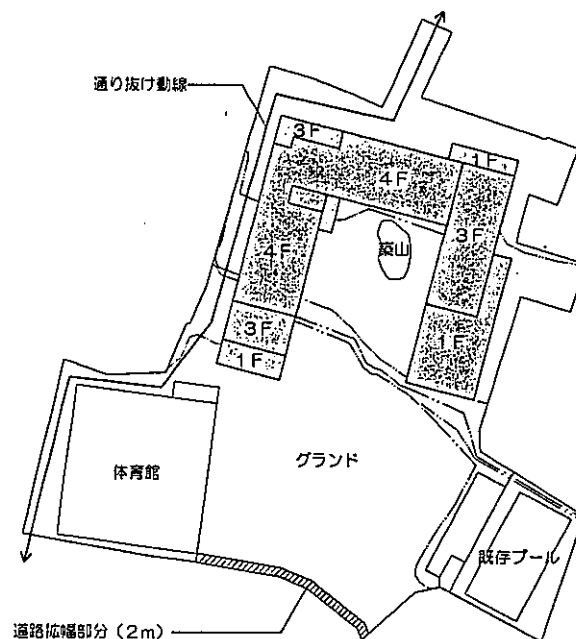 通り抜け動線
3F
1F
4F
築山
3F
4F
3F
1F
1F
グランド
体育館
既存プール
道路拡幅部分（2m）